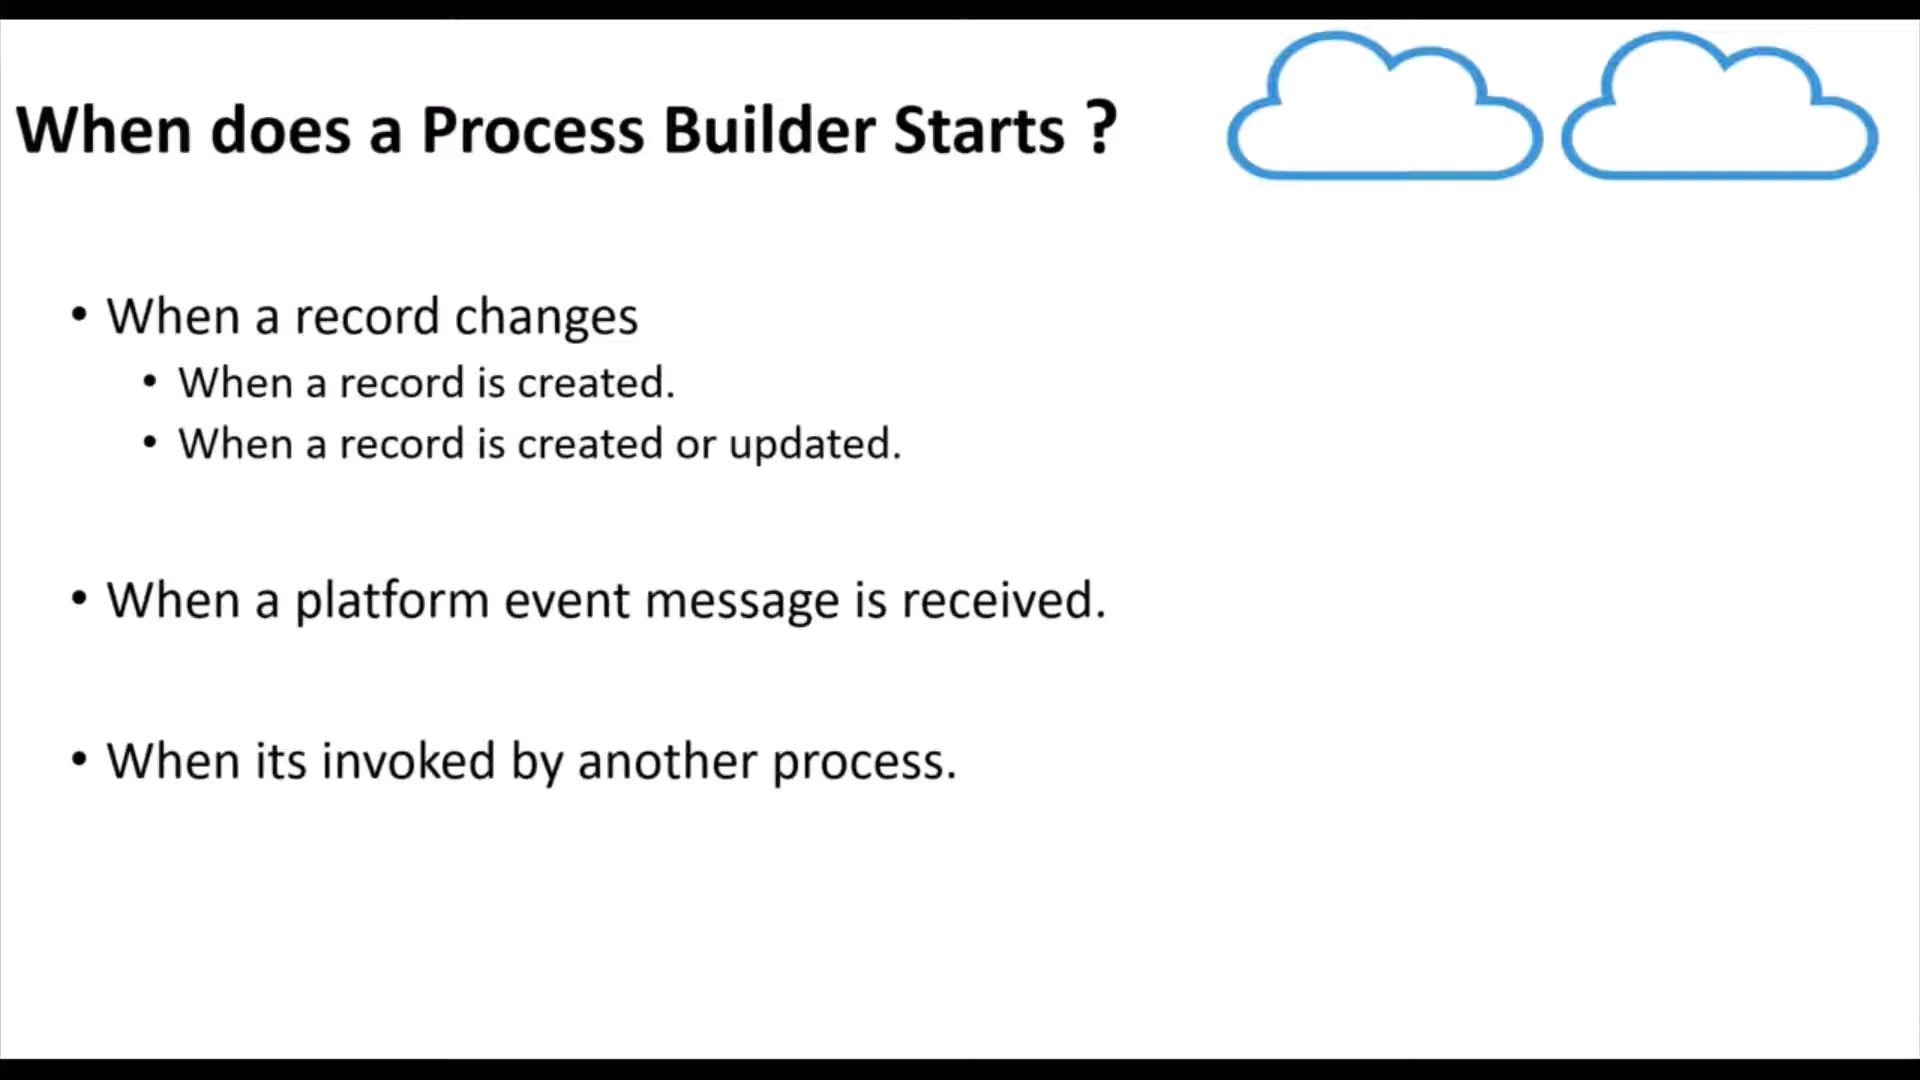 When does a Process Builder Starts ?
• When a record changes
• When a record is created.
• When a record is created or updated.
• When a platform event message is received.
• When its invoked by another process.